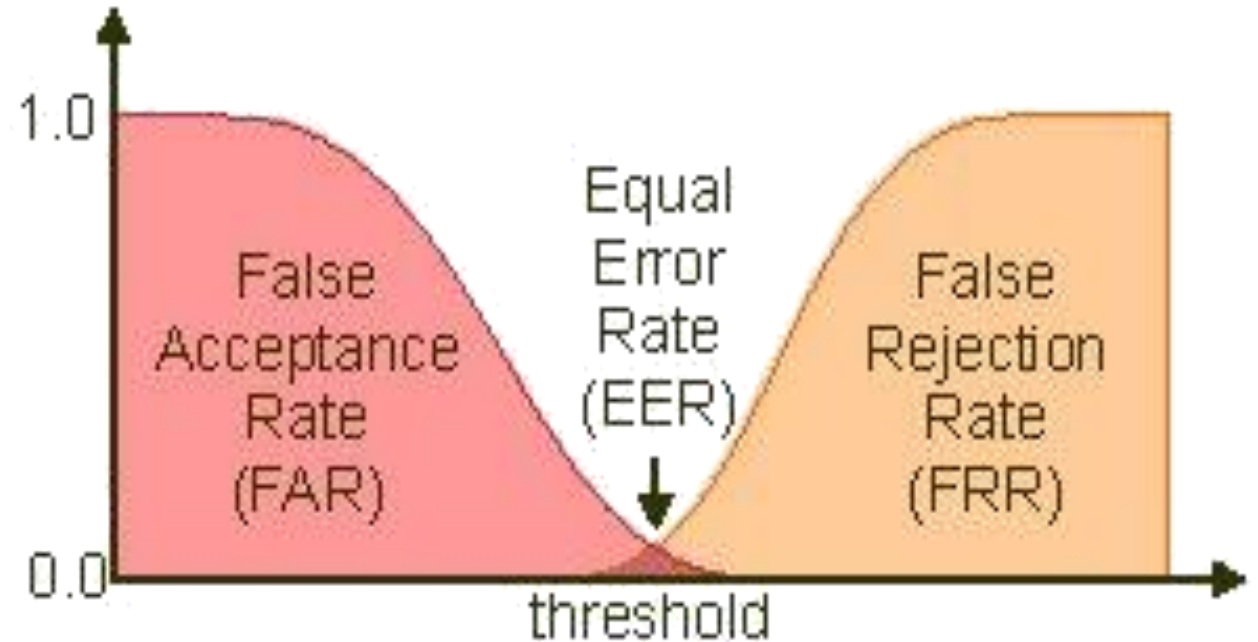 1.0
False
Acceptance
Rate
(FAR)
Equal
Error
Rate
(EER)
False
Rejection
Rate
(FRR)
0.0
threshold